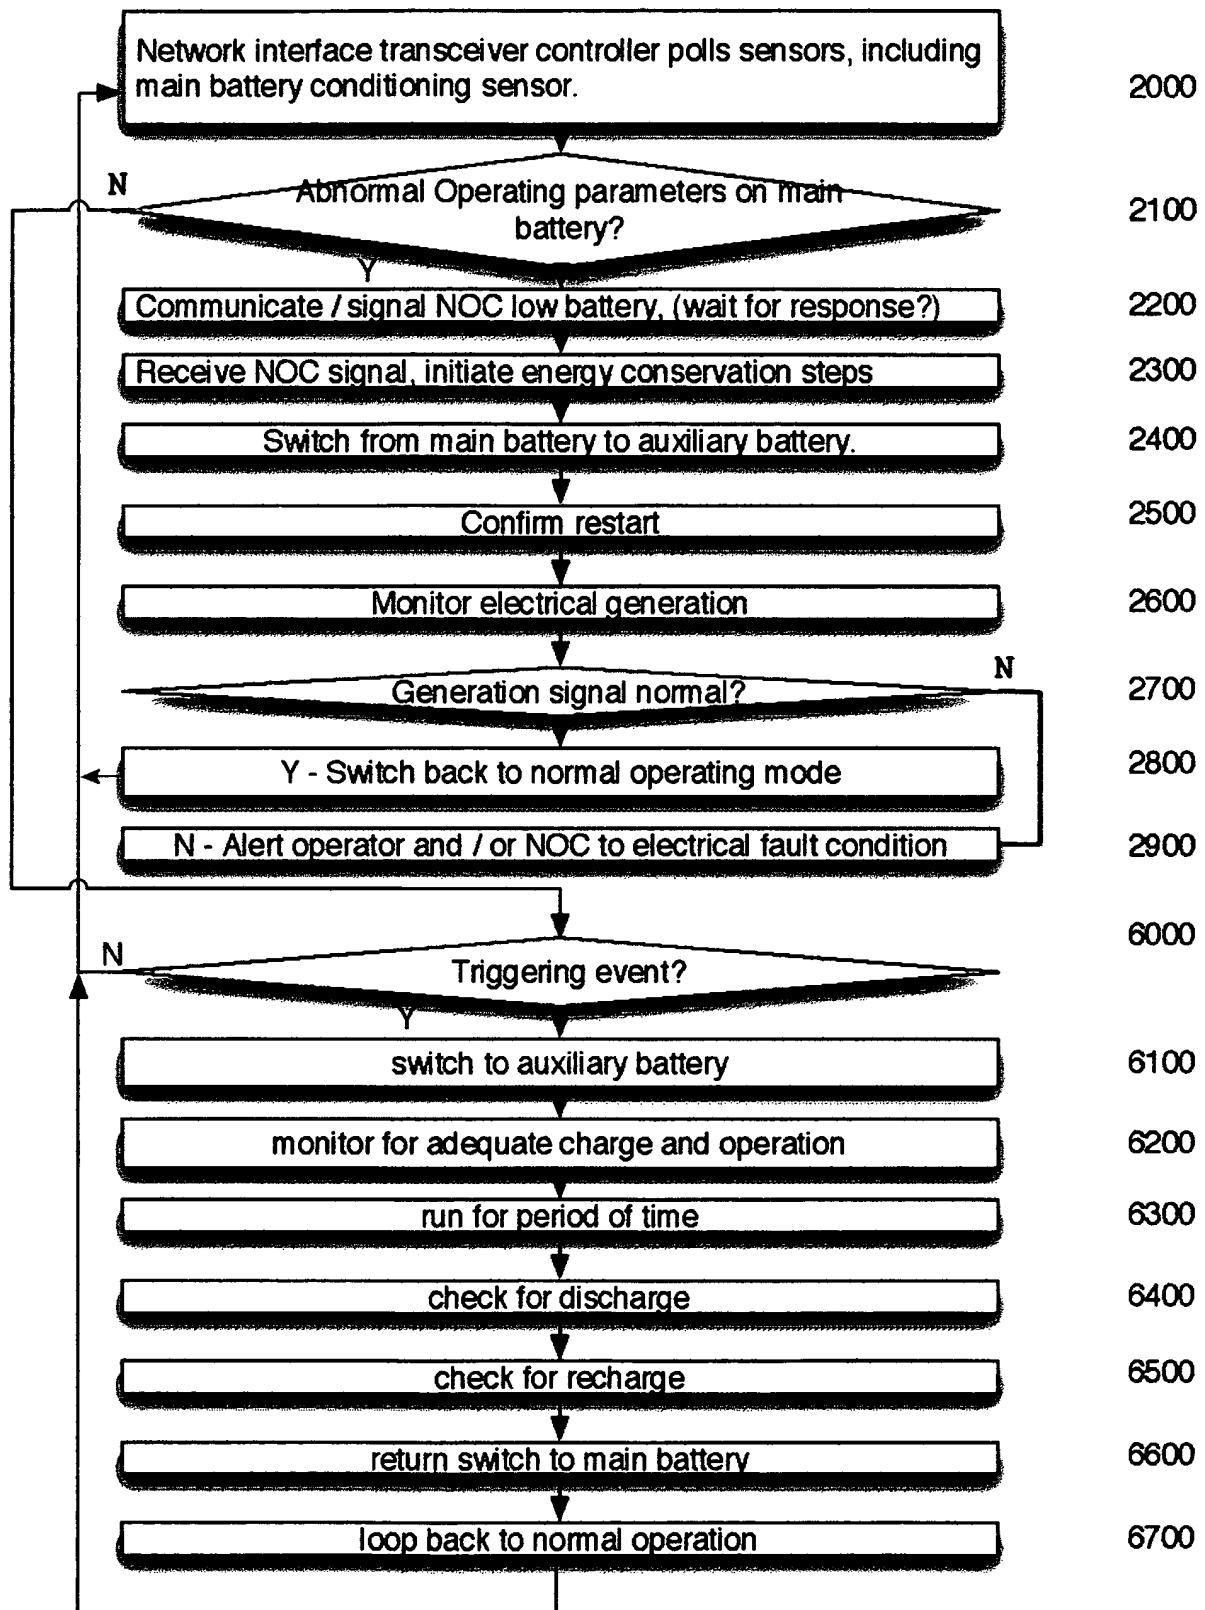 Network interface transceiver controller polls sensors, including
main battery conditioning sensor.
2000
N
Abnormal Operating parameters on main
battery?
2100
Y
Communicate / signal NOC low battery, (wait for response?)
2200
Receive NOC signal, initiate energy conservation steps
2300
Switch from main battery to auxiliary battery.
2400
Confirm restart
2500
Monitor electrical generation
2600
N
Generation signal normal?
2700
Y - Switch back to normal operating mode
2800
N - Alert operator and / or NOC to electrical fault condition
2900
6000
N
Triggering event?
Y
switch to auxiliary battery
6100
monitor for adequate charge and operation
6200
run for period of time
6300
check for discharge
6400
check for recharge
6500
return switch to main battery
6600
loop back to normal operation
6700